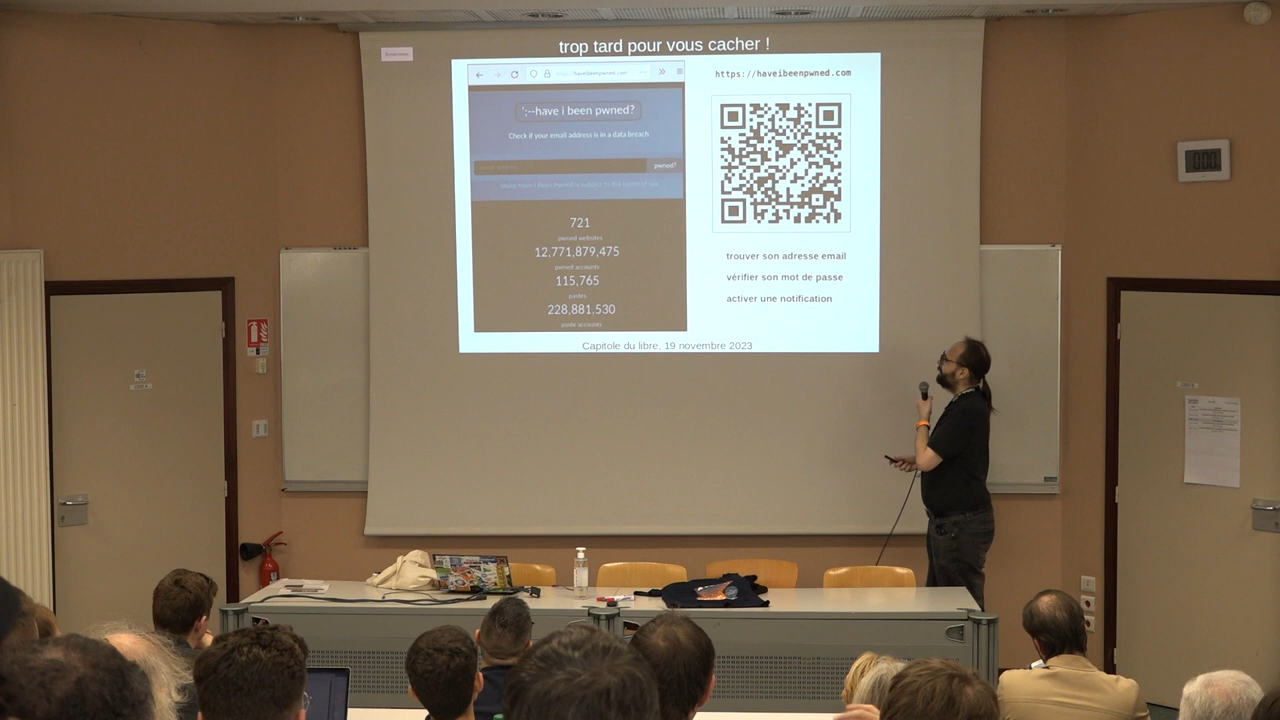 trop tard pour vous cacher !
haveibeenpwned.com
';--have i been pwned?
Check if your email address is in a data breach
pwned?
721
pwned websites
12,771,879,475
pwned accounts
115,765
pastes
228,881,530
paste accounts
https://haveibeenpwned.com
trouver son adresse email
vérifier son mot de passe
activer une notification
Capitole du libre, 19 novembre 2023